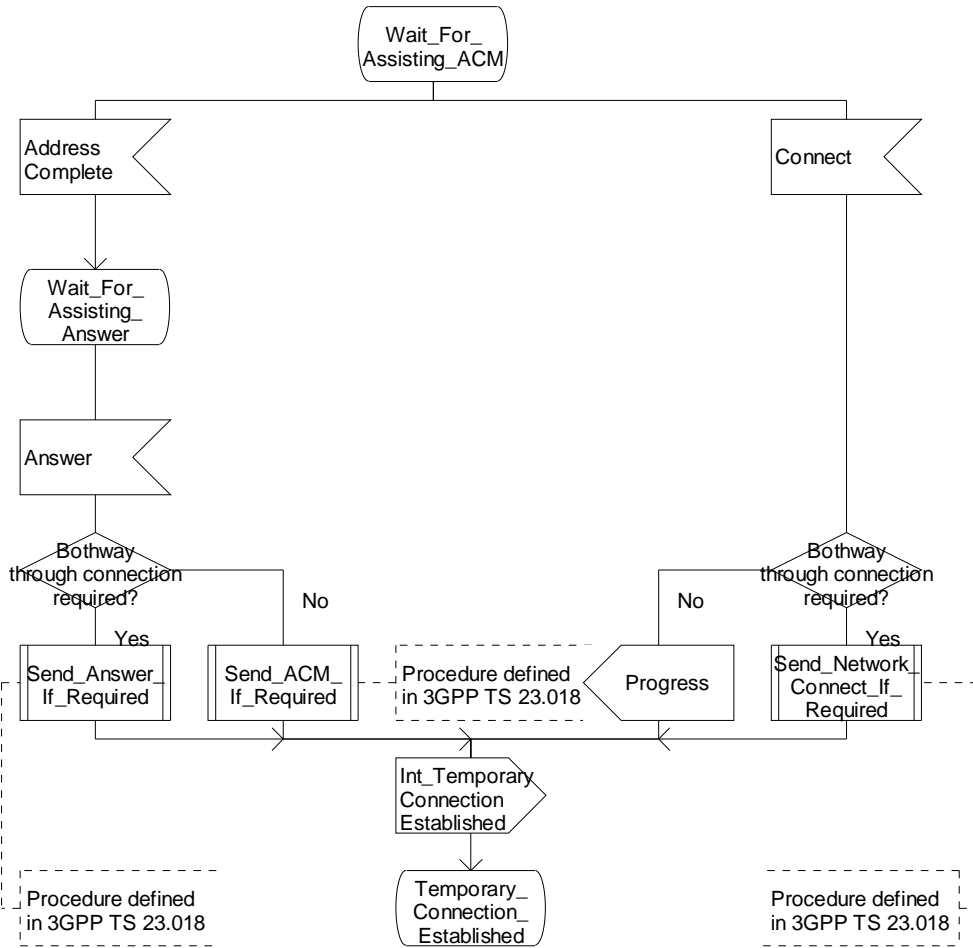 Wait_For_
Assisting_ACM
Address
Complete
Connect
Wait_For_
Assisting_
Answer
Answer
Bothway
through connection
required?
Bothway
through connection
required?
No
No
Yes
Yes
Send_Answer_
If_Required
Send_ACM_
If_Required
Procedure defined
in 3GPP TS 23.018
Progress
Send_Network_
Connect_If_
Required
Int_Temporary
Connection
Established
Procedure defined
in 3GPP TS 23.018
Temporary_
Connection_
Established
Procedure defined
in 3GPP TS 23.018